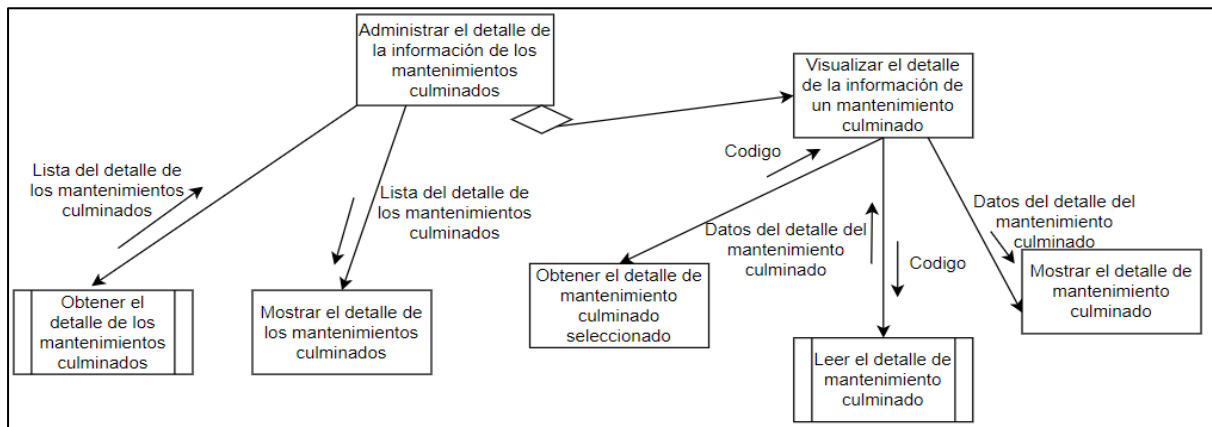 Administrar el detalle de
la información de los
mantenimientos
culminados
Visualizar el detalle
de la información de
un mantenimiento
culminado
Lista del detalle de
los mantenimientos
culminados
Lista del detalle de
los mantenimientos
culminados
Codigo
Datos del detalle del
mantenimiento
culminado
Codigo
Datos del detalle del
mantenimiento
culminado
Obtener el
detalle de los
mantenimientos
culminados
Mostrar el detalle de
los mantenimientos
culminados
Obtener el detalle de
mantenimiento
culminado
seleccionado
Leer el detalle de
mantenimiento
culminado
Mostrar el detalle de
mantenimiento
culminado